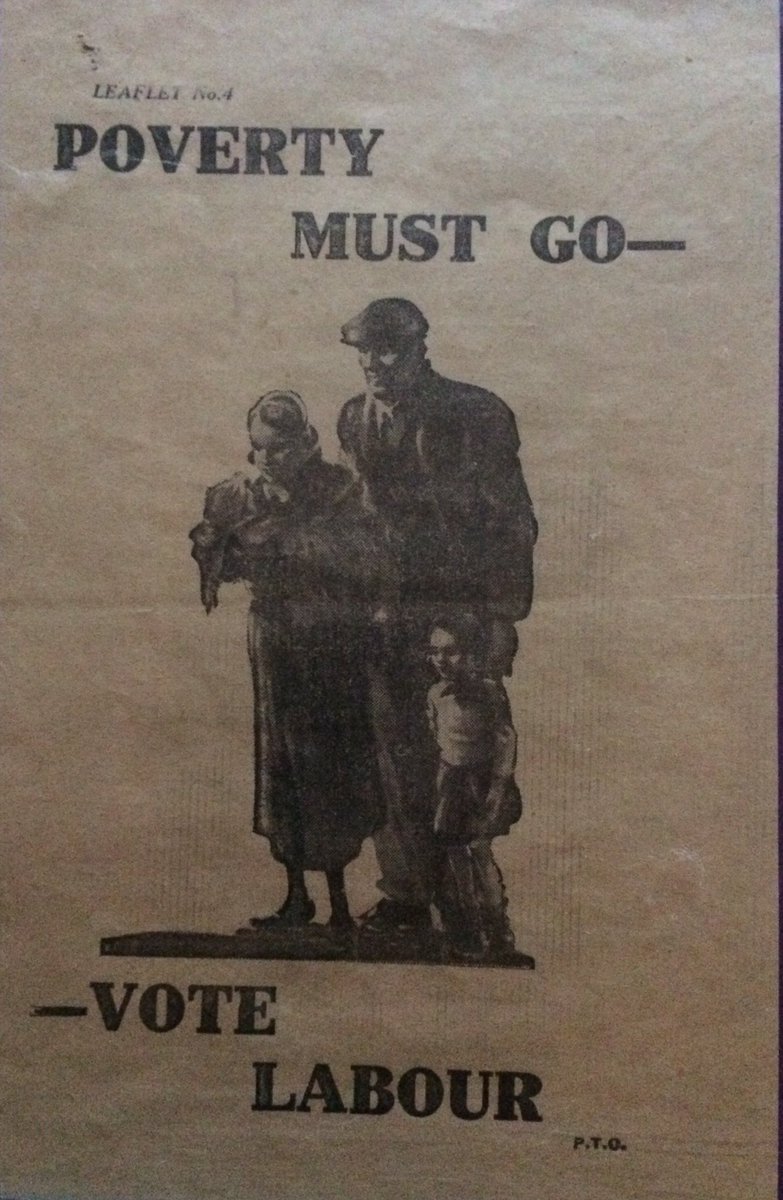 LEAFLET No.4
POVERTY
MUST GO—
—VOTE
LABOUR
P.T.O.